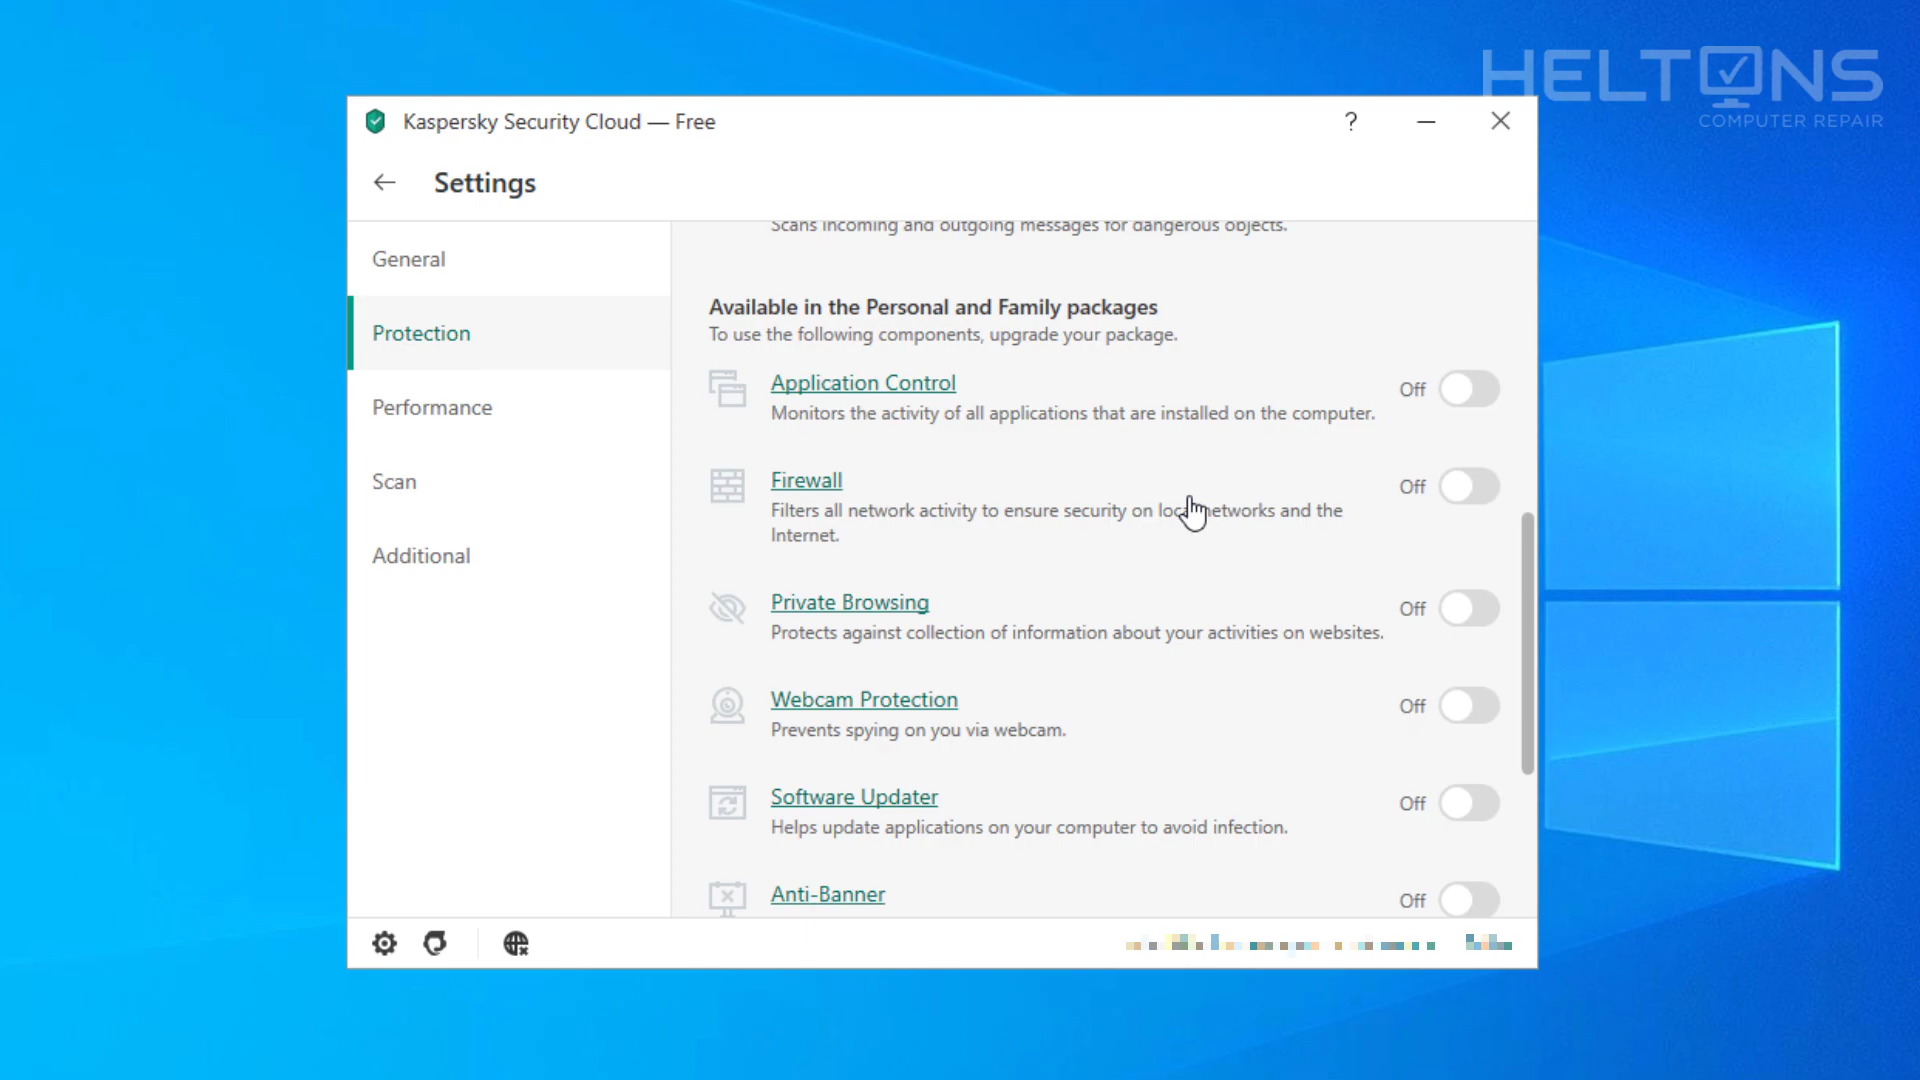 HELTONS
COMPUTER REPAIR
Kaspersky Security Cloud — Free
?
Settings
General
Protection
Performance
Scan
Additional
Scans incoming and outgoing messages for dangerous objects.
Available in the Personal and Family packages
To use the following components, upgrade your package.
Application Control
Off
Monitors the activity of all applications that are installed on the computer.
Firewall
Off
Filters all network activity to ensure security on local networks and the
Internet.
Private Browsing
Off
Protects against collection of information about your activities on websites.
Webcam Protection
Off
Prevents spying on you via webcam.
Software Updater
Off
Helps update applications on your computer to avoid infection.
Anti-Banner
Off